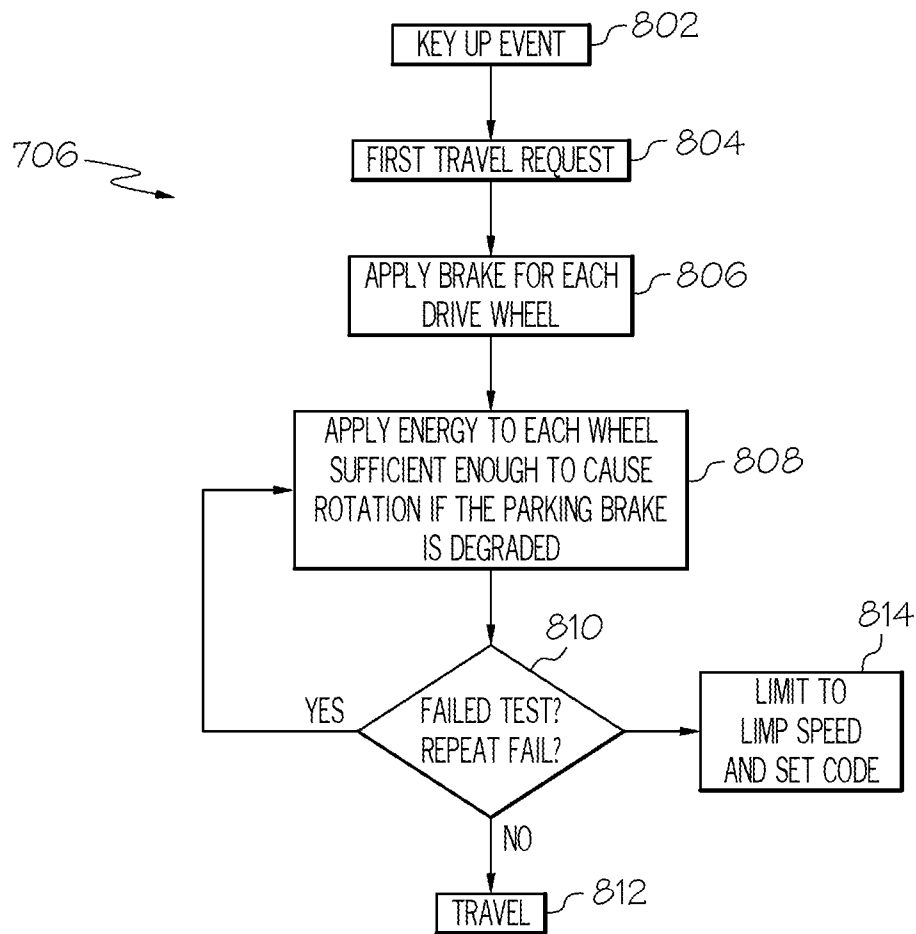 KEY UP EVENT
802
706
FIRST TRAVEL REQUEST
804
APPLY BRAKE FOR EACH
DRIVE WHEEL
806
APPLY ENERGY TO EACH WHEEL
SUFFICIENT ENOUGH TO CAUSE
ROTATION IF THE PARKING BRAKE
IS DEGRADED
808
810
814
YES
FAILED TEST?
REPEAT FAIL?
LIMIT TO
LIMP SPEED
AND SET CODE
NO
TRAVEL
812